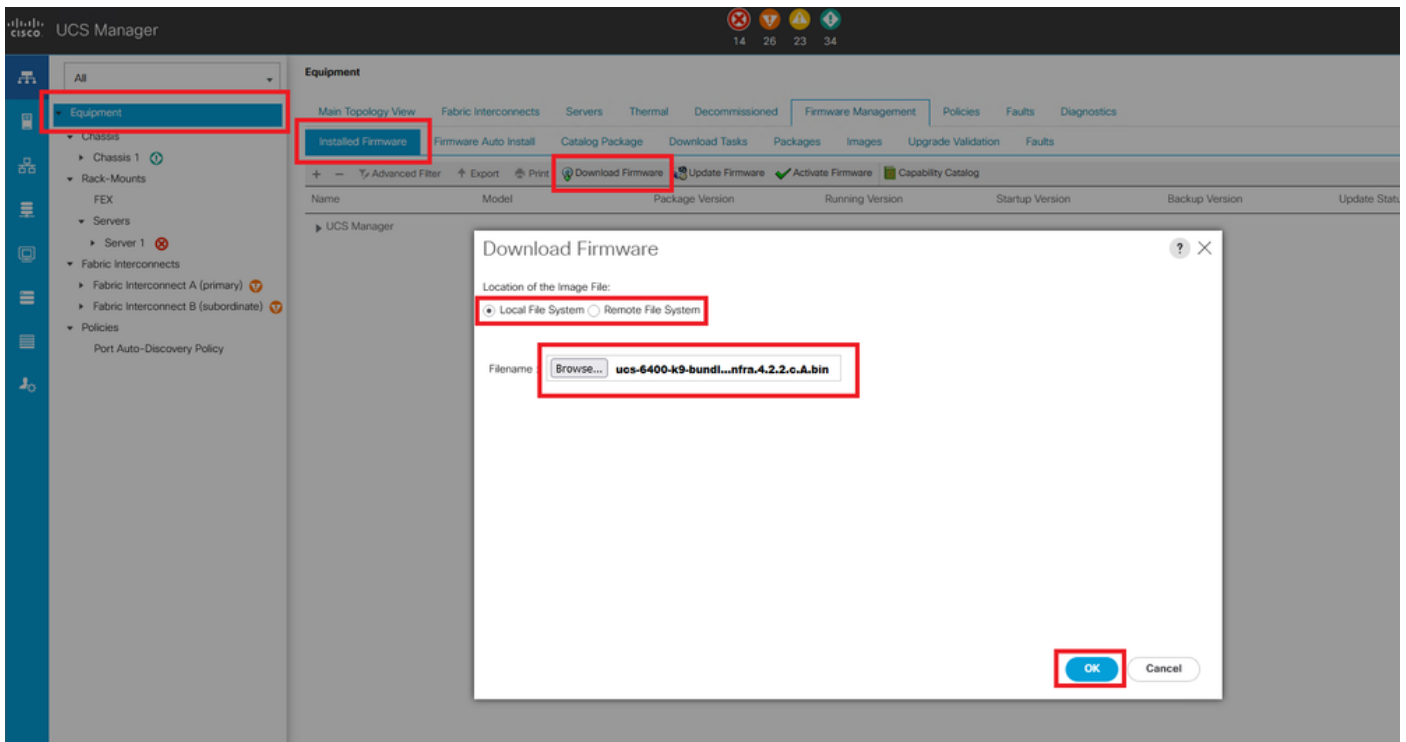 CISCO
UCS Manager
14 26 23 34
All
Equipment
Chassis
Chassis 1
Rack-Mounts
FEX
Servers
Server 1
Fabric Interconnects
Fabric Interconnect A (primary)
Fabric Interconnect B (subordinate)
Policies
Port Auto-Discovery Policy
Equipment
Main Topology View Fabric Interconnects Servers Thermal Decommissioned Firmware Management Policies Faults Diagnostics
Installed Firmware Firmware Auto Install Catalog Package Download Tasks Packages Images Upgrade Validation Faults
+ − Advanced Filter Export Print Download Firmware Update Firmware Activate Firmware Capability Catalog
Name Model Package Version Running Version Startup Version Backup Version Update Statu
UCS Manager
Download Firmware
?
Location of the Image File:
Local File System Remote File System
Filename : Browse... ucs-6400-k9-bundl...nfra.4.2.2.c.A.bin
OK Cancel